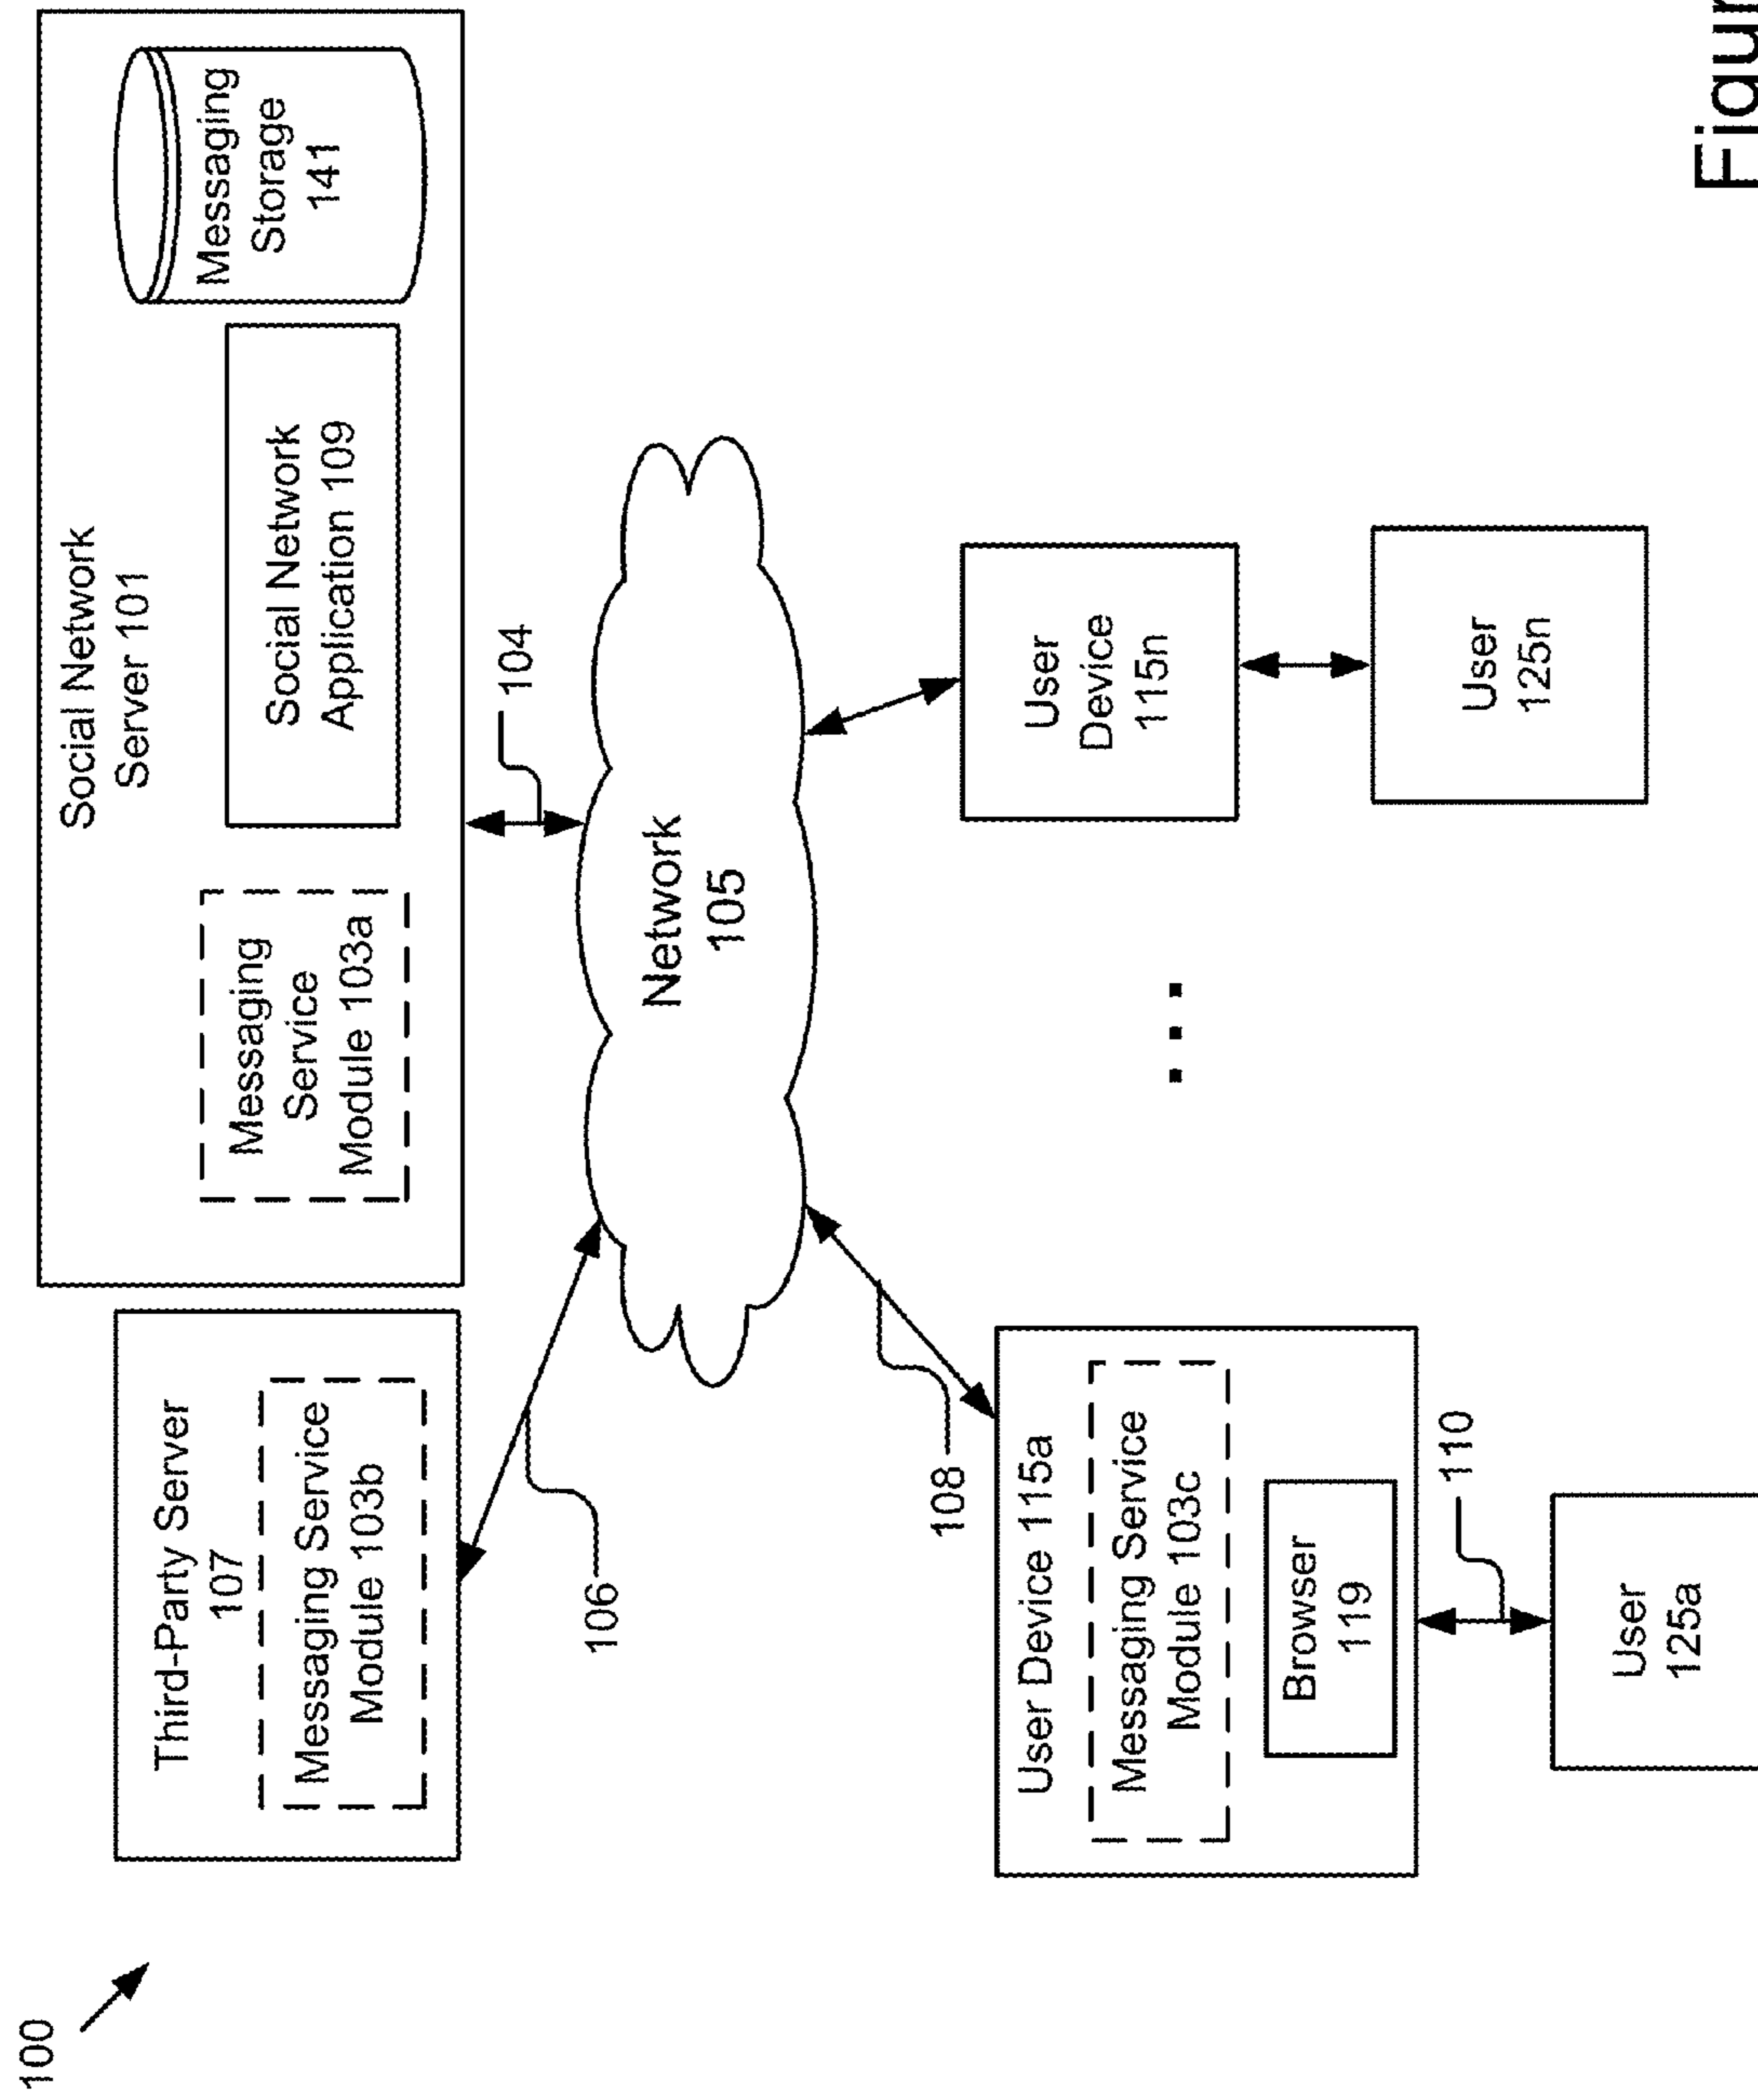 100
Third-Party Server
107
Messaging Service
Module 103b
Social Network
Server 101
Messaging
Service
Module 103a
Social Network
Application 109
Messaging
Storage
141
106
104
Network
105
108
User Device 115a
Messaging Service
Module 103c
Browser
119
110
User
125a
. . .
User
Device
115n
User
125n